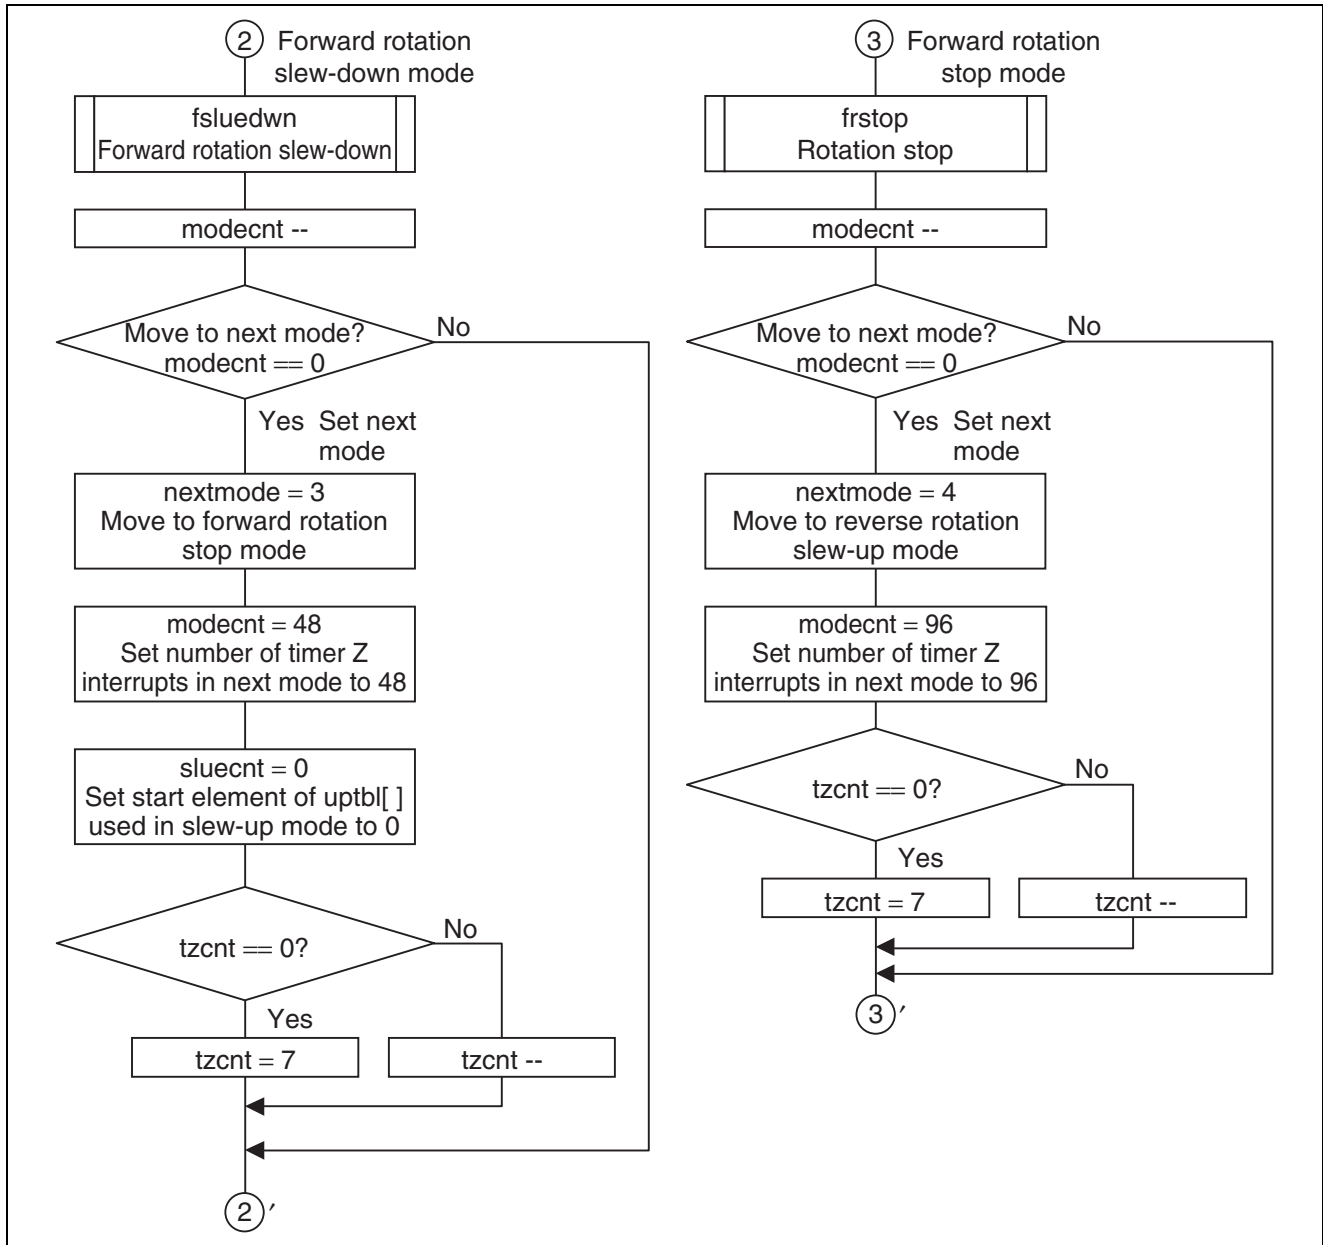 2 Forward rotation
slew-down mode
fsluedwn
Forward rotation slew-down
modecnt --
Move to next mode?
modecnt == 0
No
Yes Set next
mode
nextmode = 3
Move to forward rotation
stop mode
modecnt = 48
Set number of timer Z
interrupts in next mode to 48
sluecnt = 0
Set start element of uptbl[ ]
used in slew-up mode to 0
tzcnt == 0?
No
Yes
tzcnt = 7
tzcnt --
2′
3 Forward rotation
stop mode
frstop
Rotation stop
modecnt --
Move to next mode?
modecnt == 0
No
Yes Set next
mode
nextmode = 4
Move to reverse rotation
slew-up mode
modecnt = 96
Set number of timer Z
interrupts in next mode to 96
tzcnt == 0?
No
Yes
tzcnt = 7
tzcnt --
3′